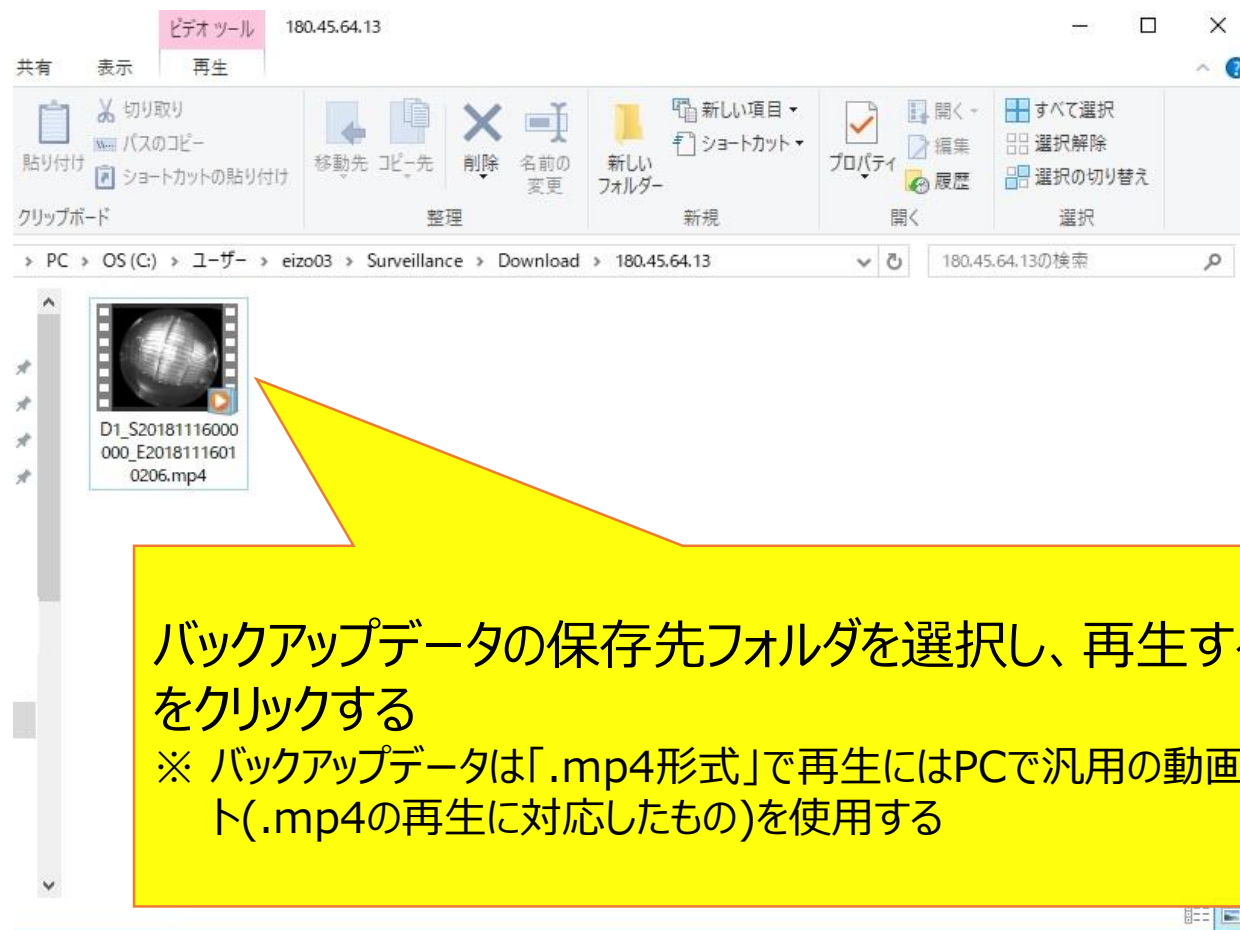 ビデオ ツール 180.45.64.13
共有 表示 再生
切り取り
パスのコピー
ショートカットの貼り付け
貼り付け
クリップボード
移動先 コピー先 削除 名前の変更
整理
新しいフォルダー
新しい項目
ショートカット
新規
プロパティ
開く
編集
履歴
開く
すべて選択
選択解除
選択の切り替え
選択
> PC > OS (C:) > ユーザー > eizo03 > Surveillance > Download > 180.45.64.13
180.45.64.13の検索
D1_S20181116000
000_E2018111601
0206.mp4
バックアップデータの保存先フォルダを選択し、再生す
をクリックする
※ バックアップデータは「.mp4形式」で再生にはPCで汎用の動画
ト(.mp4の再生に対応したもの)を使用する